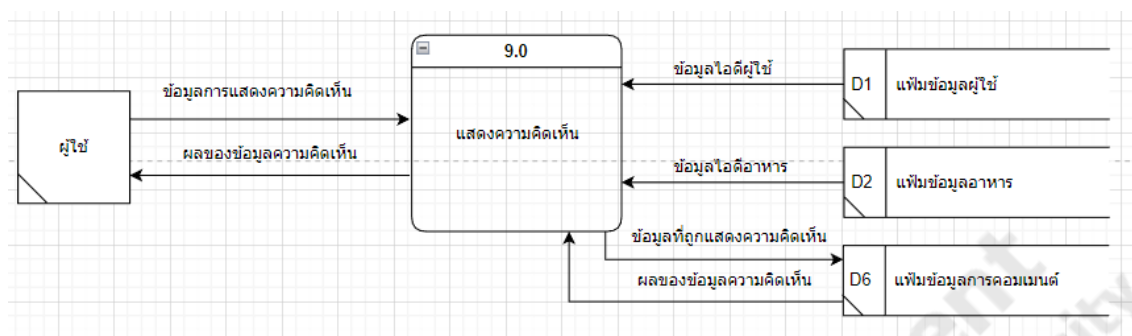 9.0
ข้อมูลไอดีผู้ใช้
D1 แฟ้มข้อมูลผู้ใช้
ข้อมูลการแสดงความคิดเห็น
ผู้ใช้
แสดงความคิดเห็น
ผลของข้อมูลความคิดเห็น
ข้อมูลไอดีอาหาร
D2 แฟ้มข้อมูลอาหาร
ข้อมูลที่ถูกแสดงความคิดเห็น
ผลของข้อมูลความคิดเห็น
D6 แฟ้มข้อมูลการคอมเมนต์